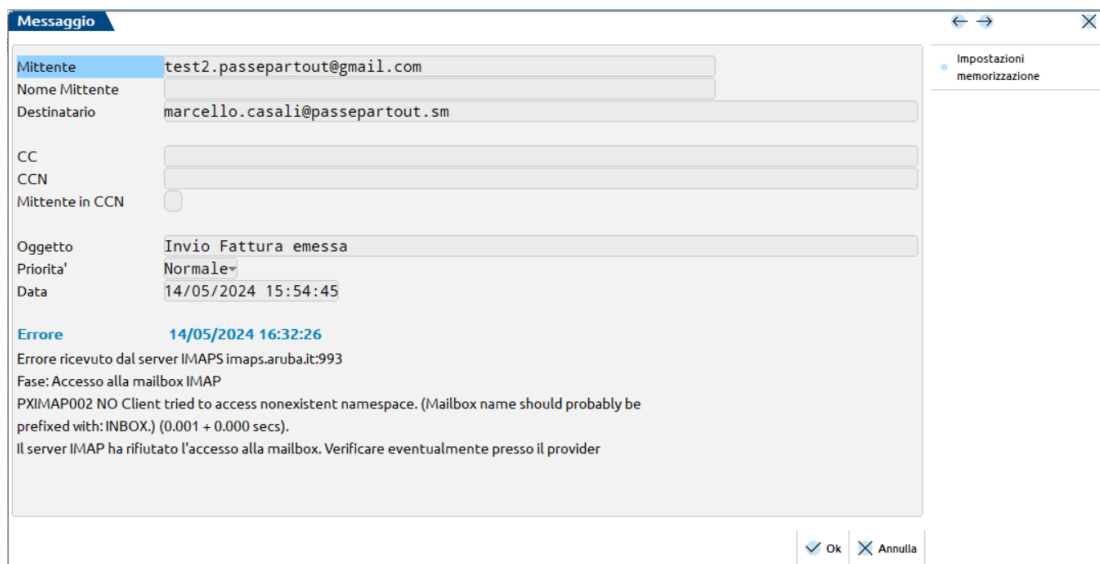 Messaggio
Impostazioni
memorizzazione
Mittente test2.passepartout@gmail.com
Nome Mittente
Destinatario marcello.casali@passepartout.sm
CC
CCN
Mittente in CCN
Oggetto Invio Fattura emessa
Priorita' Normale
Data 14/05/2024 15:54:45
Errore 14/05/2024 16:32:26
Errore ricevuto dal server IMAPS imaps.aruba.it:993
Fase: Accesso alla mailbox IMAP
PXIMAP002 NO Client tried to access nonexistent namespace. (Mailbox name should probably be
prefixed with: INBOX.) (0.001 + 0.000 secs).
Il server IMAP ha rifiutato l'accesso alla mailbox. Verificare eventualmente presso il provider
Ok Annulla